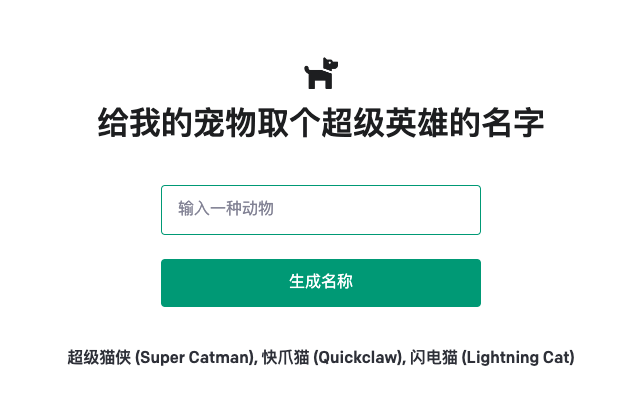 给我的宠物取个超级英雄的名字
输入一种动物
生成名称
超级猫侠 (Super Catman), 快爪猫 (Quickclaw), 闪电猫 (Lightning Cat)